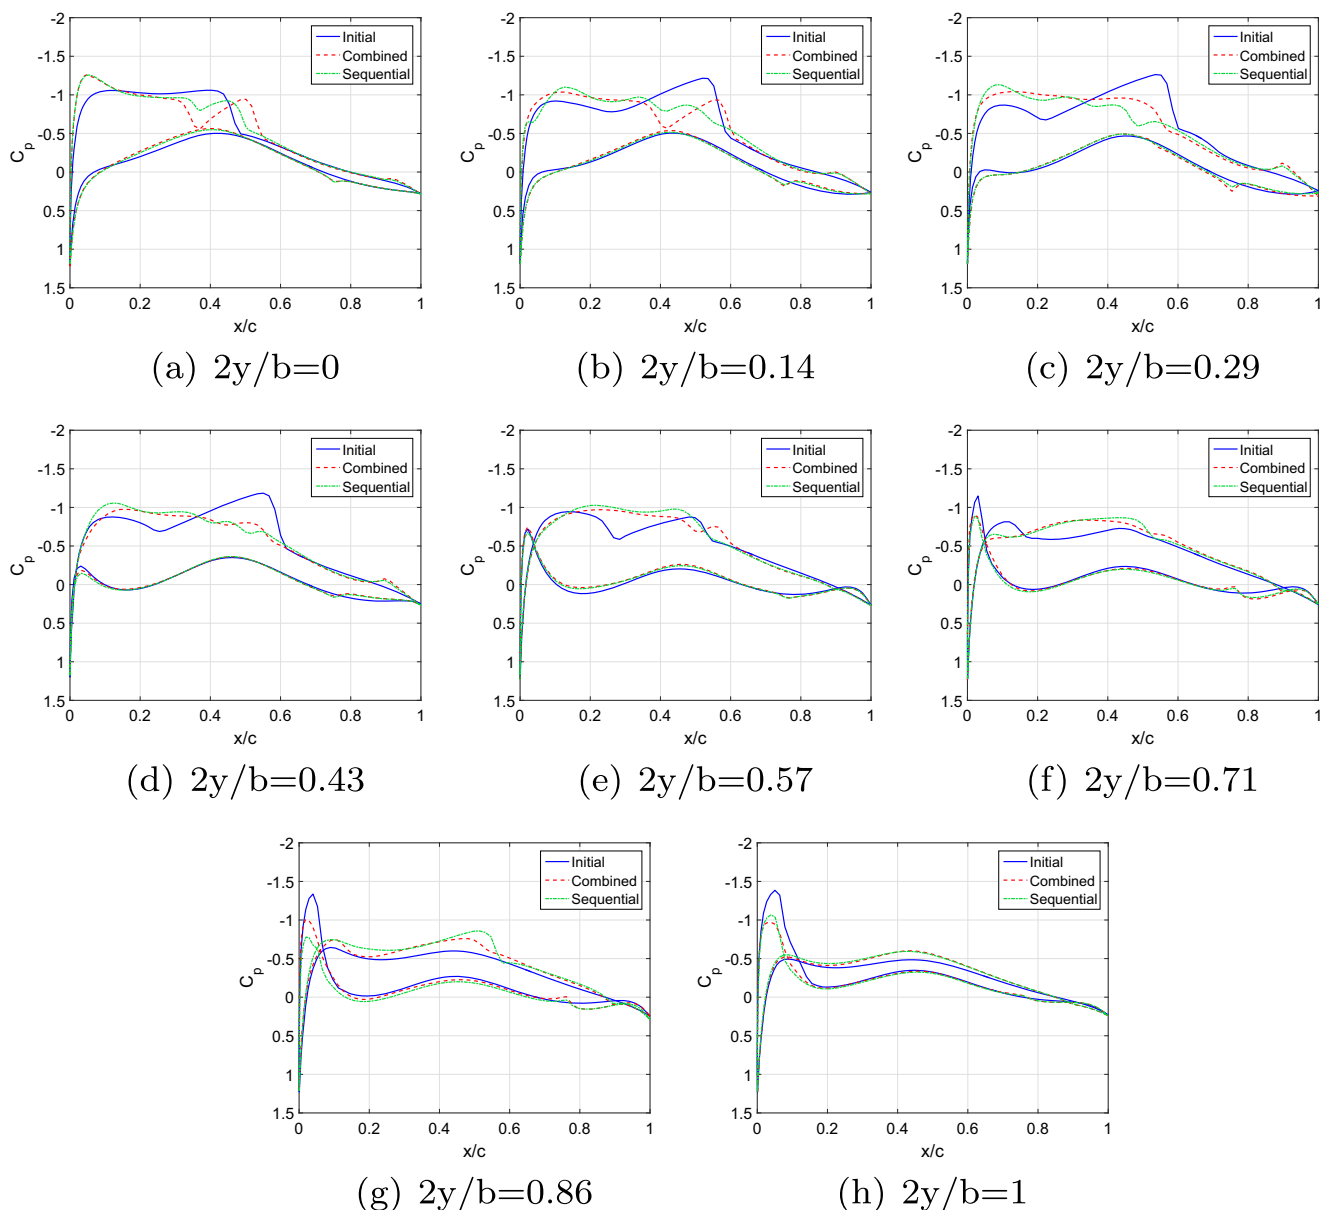 -2
-1.5
-1
-0.5
0
0.5
1
1.5
C_p
0 0.2 0.4 0.6 0.8 1
x/c
Initial
Combined
Sequential
(a) 2y/b=0
-2
-1.5
-1
-0.5
0
0.5
1
1.5
C_p
0 0.2 0.4 0.6 0.8 1
x/c
Initial
Combined
Sequential
(b) 2y/b=0.14
-2
-1.5
-1
-0.5
0
0.5
1
1.5
C_p
0 0.2 0.4 0.6 0.8 1
x/c
Initial
Combined
Sequential
(c) 2y/b=0.29
-2
-1.5
-1
-0.5
0
0.5
1
1.5
C_p
0 0.2 0.4 0.6 0.8 1
x/c
Initial
Combined
Sequential
(d) 2y/b=0.43
-2
-1.5
-1
-0.5
0
0.5
1
1.5
C_p
0 0.2 0.4 0.6 0.8 1
x/c
Initial
Combined
Sequential
(e) 2y/b=0.57
-2
-1.5
-1
-0.5
0
0.5
1
1.5
C_p
0 0.2 0.4 0.6 0.8 1
x/c
Initial
Combined
Sequential
(f) 2y/b=0.71
-2
-1.5
-1
-0.5
0
0.5
1
1.5
C_p
0 0.2 0.4 0.6 0.8 1
x/c
Initial
Combined
Sequential
(g) 2y/b=0.86
-2
-1.5
-1
-0.5
0
0.5
1
1.5
C_p
0 0.2 0.4 0.6 0.8 1
x/c
Initial
Combined
Sequential
(h) 2y/b=1